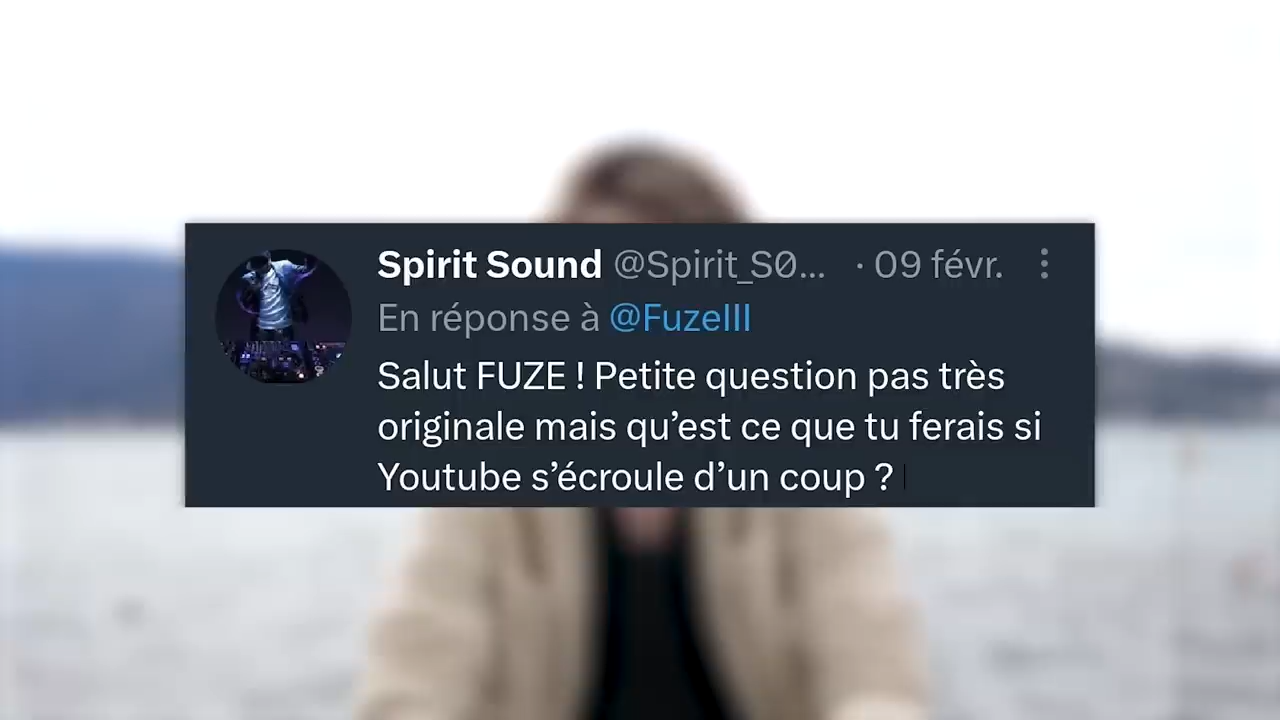 Spirit Sound @Spirit_S0... · 09 févr.
En réponse à @FuzeIII
Salut FUZE ! Petite question pas très
originale mais qu’est ce que tu ferais si
Youtube s’écroule d’un coup ?